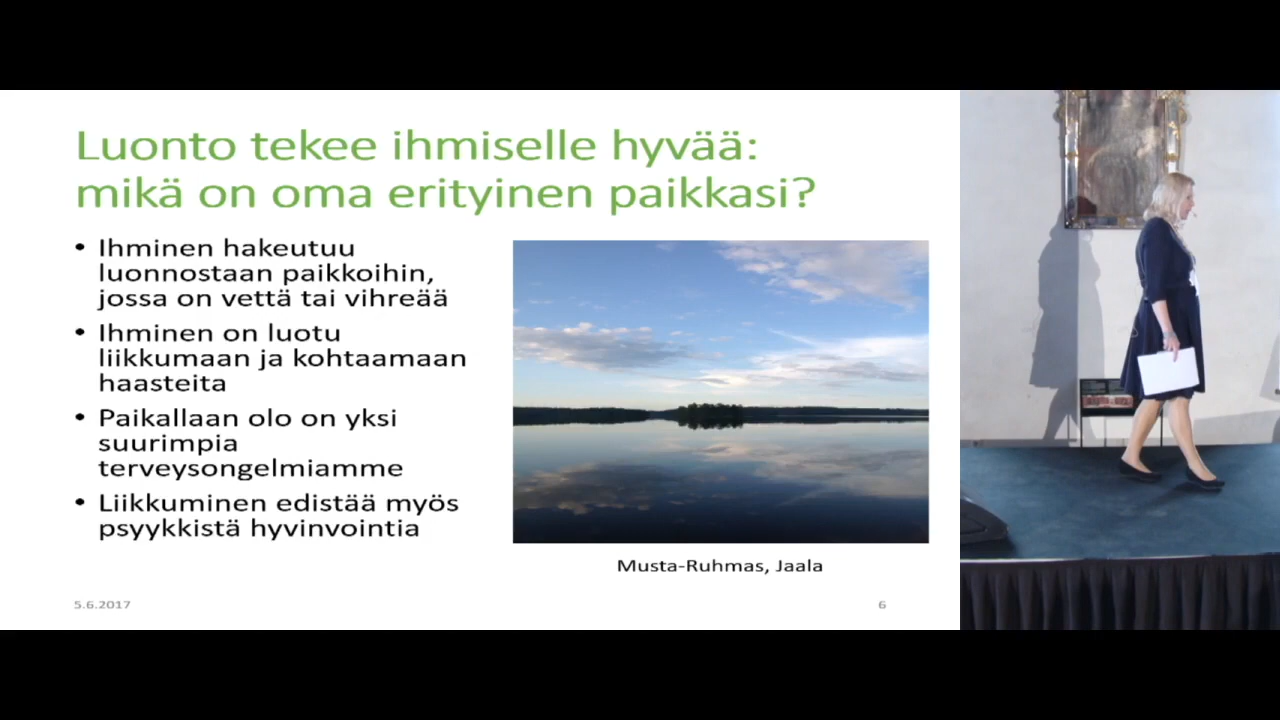 Luonto tekee ihmiselle hyvää:
mikä on oma erityinen paikkasi?
• Ihminen hakeutuu
luonnostaan paikkoihin,
jossa on vettä tai vihreää
• Ihminen on luotu
liikkumaan ja kohtaamaan
haasteita
• Paikallaan olo on yksi
suurimpia
terveysongelmiamme
• Liikkuminen edistää myös
psyykkistä hyvinvointia
Musta-Ruhmas, Jaala
5.6.2017
6